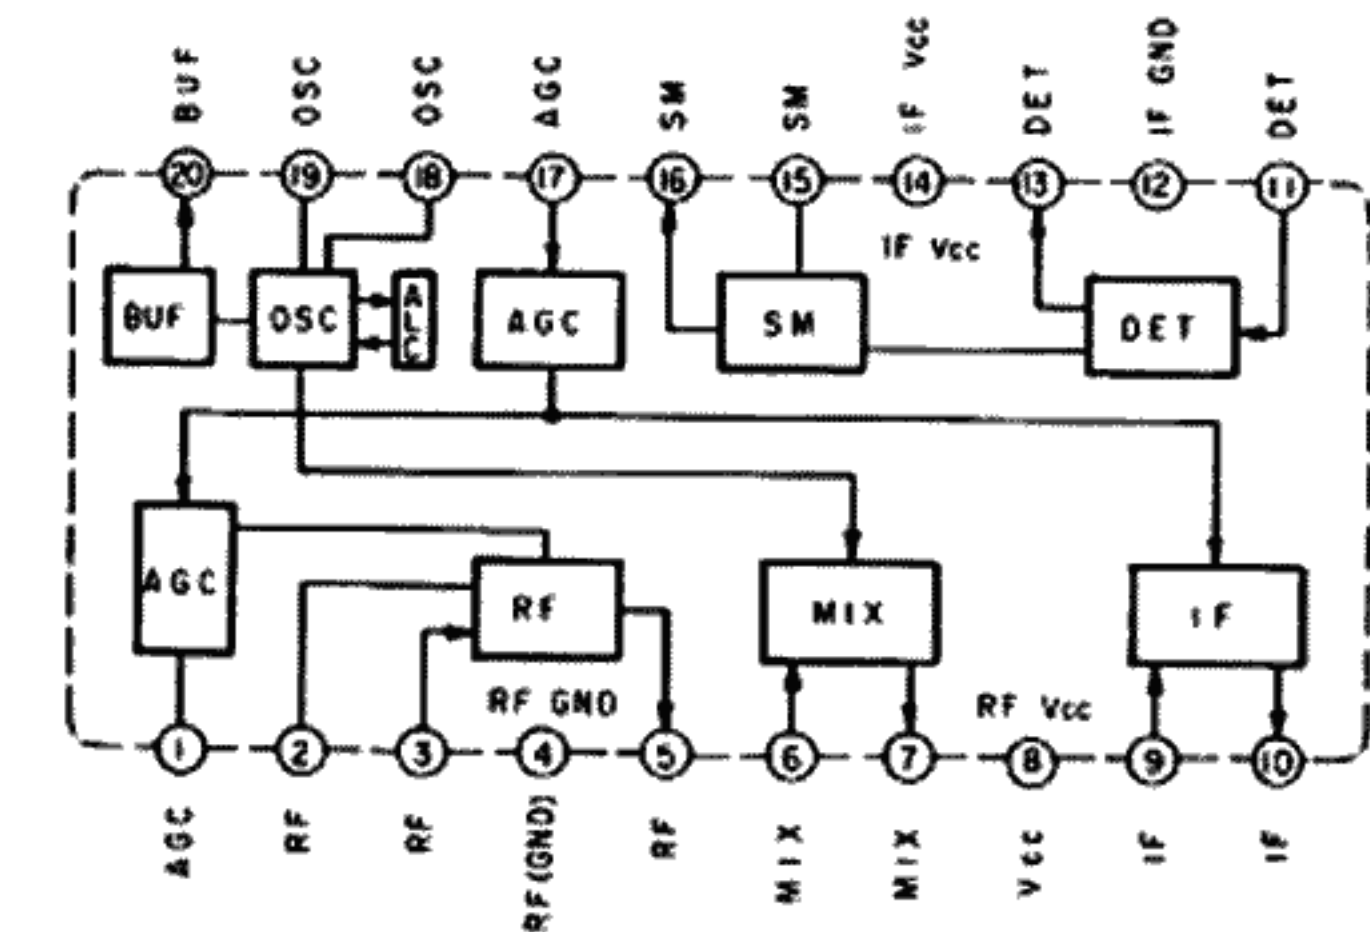 BUF OSC OSC AGC SM SM IF Vcc DET IF GND DET
20 19 18 17 16 15 14 13 12 11
IF Vcc
BUF OSC ALC AGC SM DET
AGC RF MIX IF
RF GND RF Vcc
1 2 3 4 5 6 7 8 9 10
AGC RF RF RF(GND) RF MIX MIX Vcc IF IF